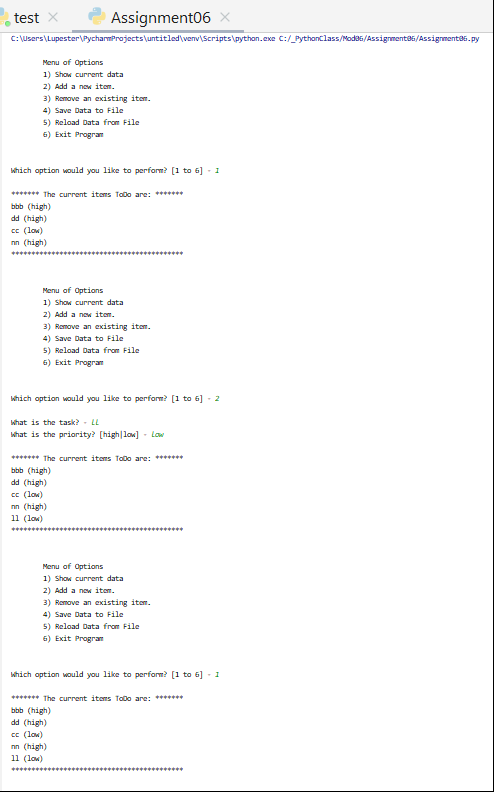 test × Assignment06 ×
C:\Users\Lupester\PycharmProjects\untitled\venv\Scripts\python.exe C:/_PythonClass/Mod06/Assignment06/Assignment06.py
Menu of Options
1) Show current data
2) Add a new item.
3) Remove an existing item.
4) Save Data to File
5) Reload Data from File
6) Exit Program
Which option would you like to perform? [1 to 6] - 1
******* The current items ToDo are: *******
bbb (high)
dd (high)
cc (low)
nn (high)
*******************************************
Menu of Options
1) Show current data
2) Add a new item.
3) Remove an existing item.
4) Save Data to File
5) Reload Data from File
6) Exit Program
Which option would you like to perform? [1 to 6] - 2
What is the task? - ll
What is the priority? [high|low] - Low
******* The current items ToDo are: *******
bbb (high)
dd (high)
cc (low)
nn (high)
ll (low)
*******************************************
Menu of Options
1) Show current data
2) Add a new item.
3) Remove an existing item.
4) Save Data to File
5) Reload Data from File
6) Exit Program
Which option would you like to perform? [1 to 6] - 1
******* The current items ToDo are: *******
bbb (high)
dd (high)
cc (low)
nn (high)
ll (low)
*******************************************